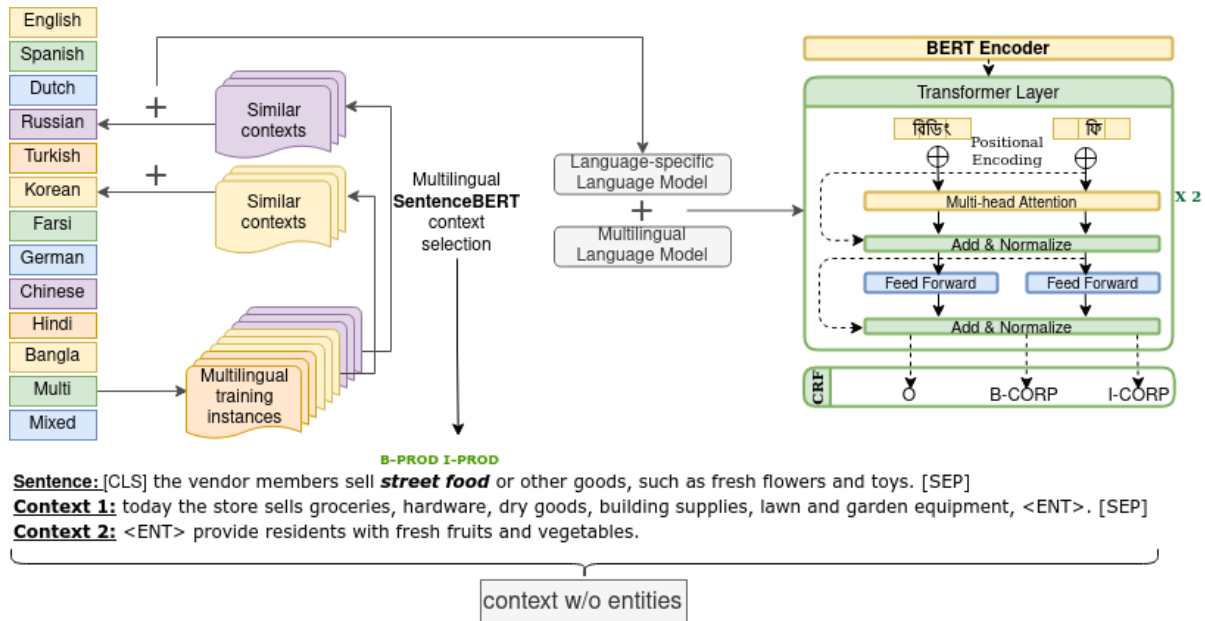 English
Spanish
Dutch
Russian
Turkish
Korean
Farsi
German
Chinese
Hindi
Bangla
Multi
Mixed
+
+
Similar
contexts
Similar
contexts
Multilingual
training
instances
Multilingual
SentenceBERT
context
selection
Language-specific
Language Model
+
Multilingual
Language Model
BERT Encoder
Transformer Layer
রিডিং ফি
Positional
Encoding
Multi-head Attention
X 2
Add & Normalize
Feed Forward Feed Forward
Add & Normalize
CRF
O B-CORP I-CORP
B-PROD I-PROD
Sentence: [CLS] the vendor members sell street food or other goods, such as fresh flowers and toys. [SEP]
Context 1: today the store sells groceries, hardware, dry goods, building supplies, lawn and garden equipment, <ENT>. [SEP]
Context 2: <ENT> provide residents with fresh fruits and vegetables.
context w/o entities